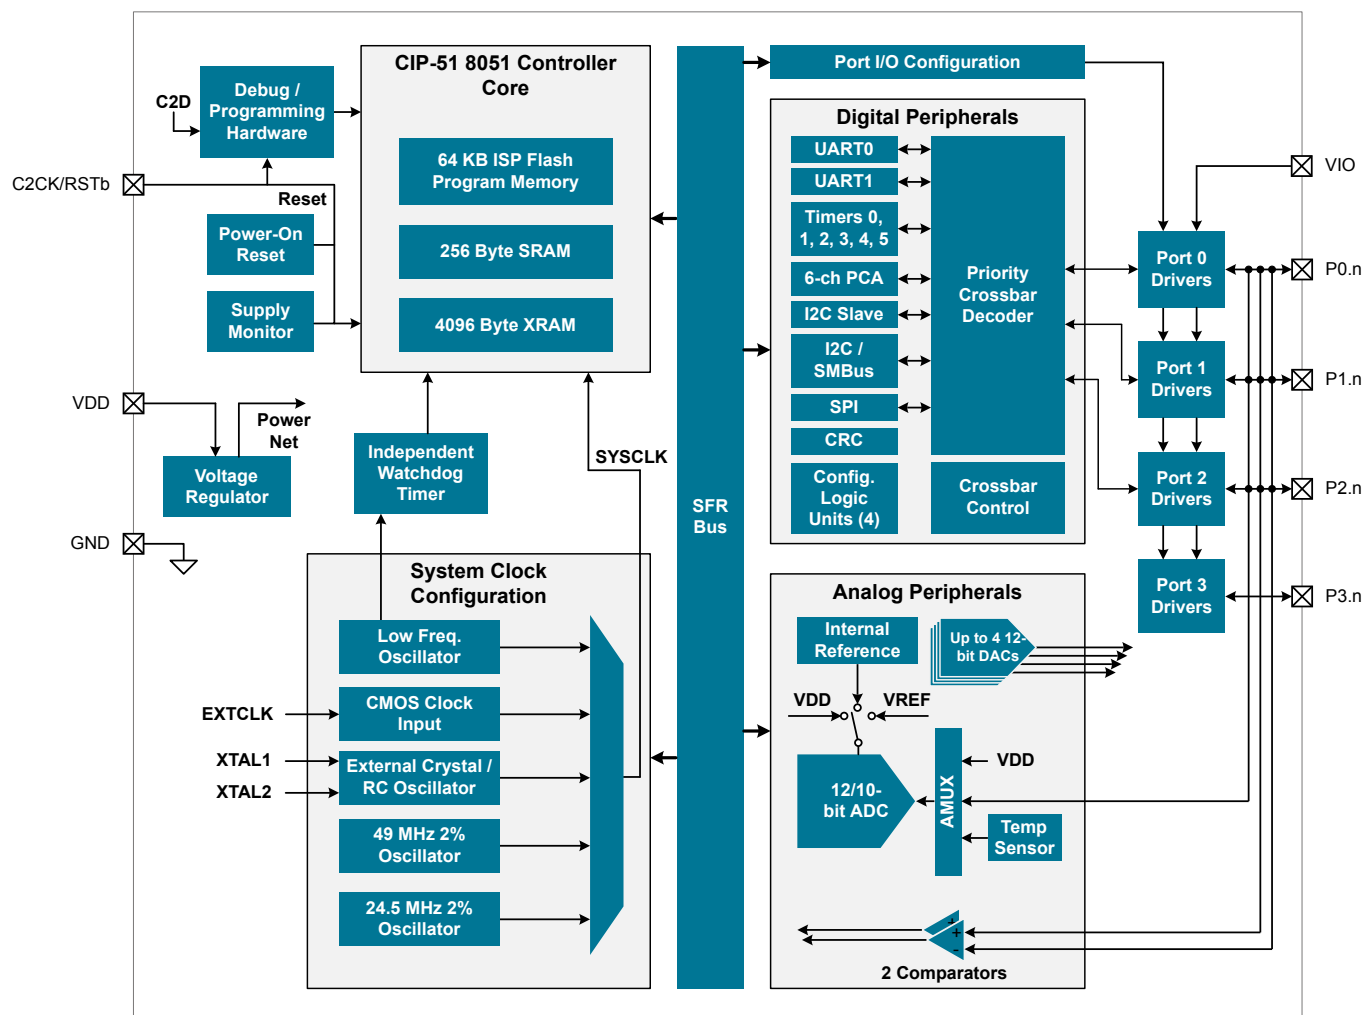 CIP-51 8051 Controller
Core
64 KB ISP Flash
Program Memory
256 Byte SRAM
4096 Byte XRAM
C2D
Debug /
Programming
Hardware
C2CK/RSTb
Reset
Power-On
Reset
Supply
Monitor
VDD
Power
Net
Voltage
Regulator
GND
Independent
Watchdog
Timer
SYSCLK
System Clock
Configuration
Low Freq.
Oscillator
EXTCLK
CMOS Clock
Input
XTAL1
XTAL2
External Crystal /
RC Oscillator
49 MHz 2%
Oscillator
24.5 MHz 2%
Oscillator
SFR
Bus
Port I/O Configuration
Digital Peripherals
UART0
UART1
Timers 0,
1, 2, 3, 4, 5
6-ch PCA
I2C Slave
I2C /
SMBus
SPI
CRC
Config.
Logic
Units (4)
Priority
Crossbar
Decoder
Crossbar
Control
Analog Peripherals
Internal
Reference
Up to 4 12-
bit DACs
VDD
VREF
12/10-
bit ADC
AMUX
VDD
Temp
Sensor
+
+
-
2 Comparators
Port 0
Drivers
Port 1
Drivers
Port 2
Drivers
Port 3
Drivers
VIO
P0.n
P1.n
P2.n
P3.n